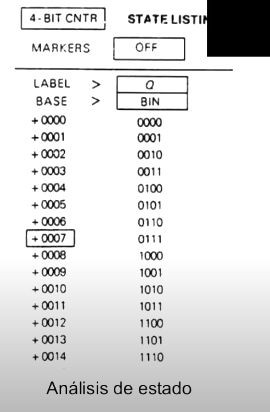 4-BIT CNTR STATE LISTIN
MARKERS OFF
LABEL > Q
BASE > BIN
+ 0000 0000
+ 0001 0001
+ 0002 0010
+ 0003 0011
+ 0004 0100
+ 0005 0101
+ 0006 0110
+ 0007 0111
+ 0008 1000
+ 0009 1001
+ 0010 1010
+ 0011 1011
+ 0012 1100
+ 0013 1101
+ 0014 1110
Análisis de estado